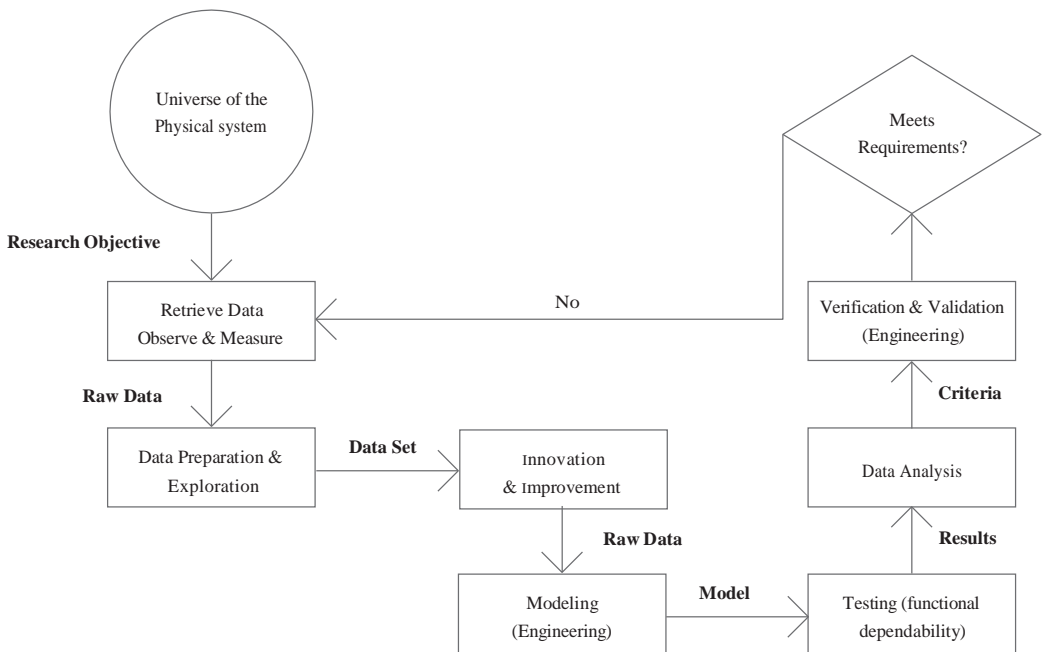 Universe of the
Physical system
Research Objective
Retrieve Data
Observe & Measure
Raw Data
Data Preparation &
Exploration
Data Set
Innovation
& Improvement
Raw Data
Modeling
(Engineering)
Model
Testing (functional
dependability)
Results
Data Analysis
Criteria
Verification & Validation
(Engineering)
Meets
Requirements?
No